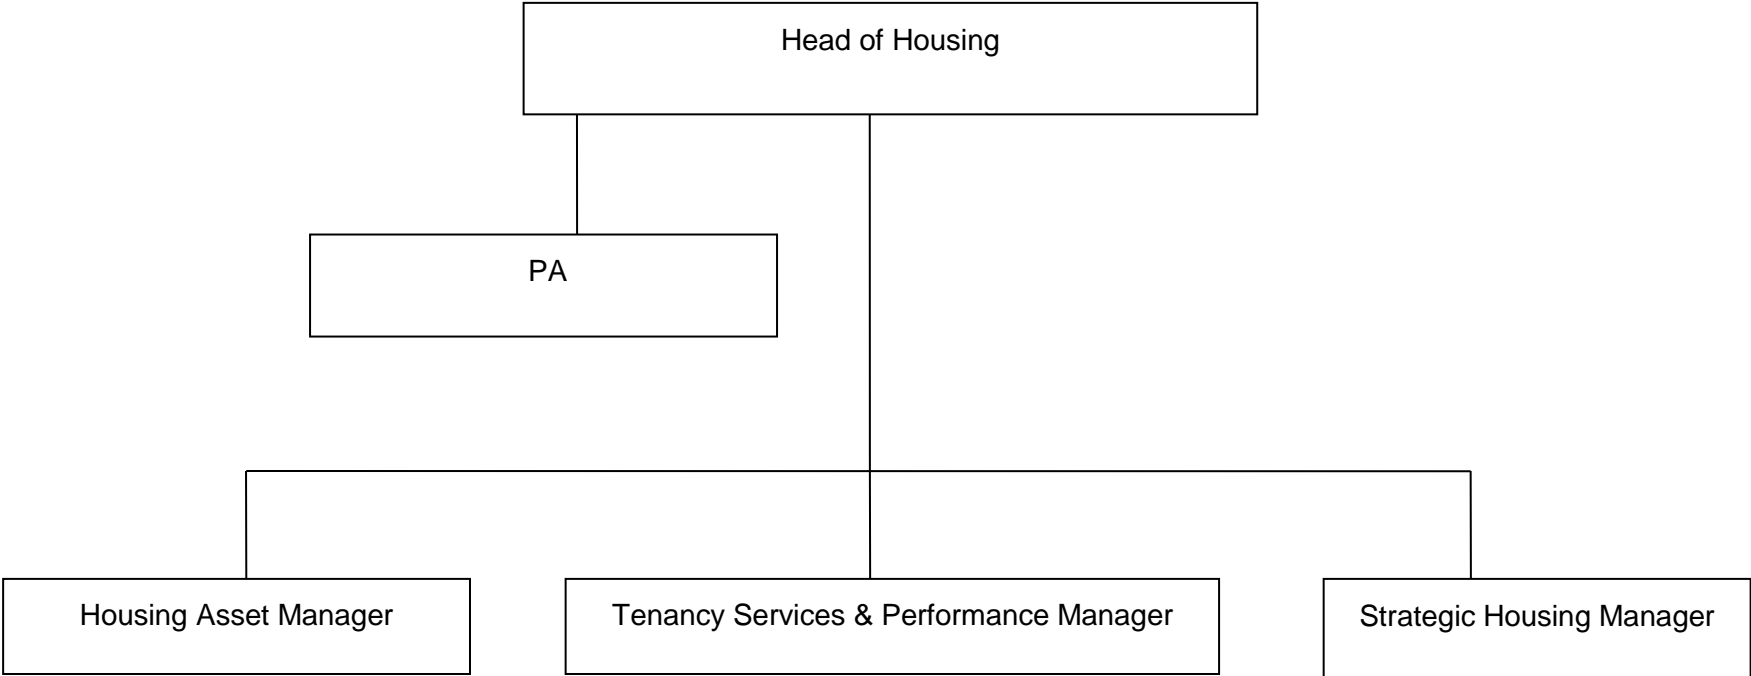 Head of Housing
PA
Housing Asset Manager
Tenancy Services & Performance Manager
Strategic Housing Manager